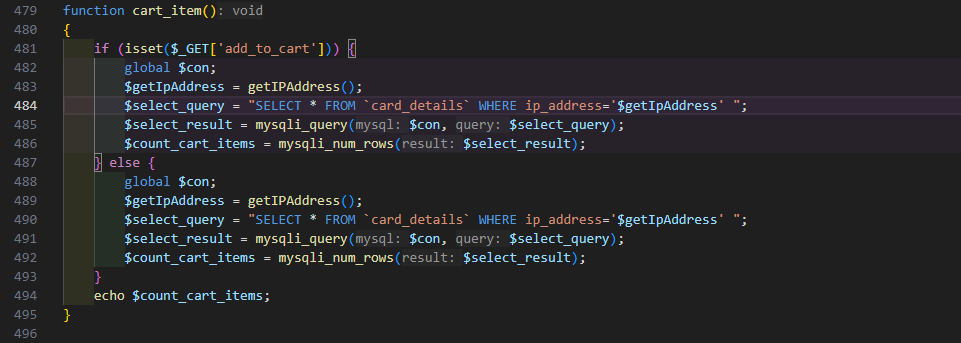 479 function cart_item(): void
480 {
481     if (isset($_GET['add_to_cart'])) {
482         global $con;
483         $getIpAddress = getIPAddress();
484         $select_query = "SELECT * FROM `card_details` WHERE ip_address='$getIpAddress' ";
485         $select_result = mysqli_query(mysql: $con, query: $select_query);
486         $count_cart_items = mysqli_num_rows(result: $select_result);
487     } else {
488         global $con;
489         $getIpAddress = getIPAddress();
490         $select_query = "SELECT * FROM `card_details` WHERE ip_address='$getIpAddress' ";
491         $select_result = mysqli_query(mysql: $con, query: $select_query);
492         $count_cart_items = mysqli_num_rows(result: $select_result);
493     }
494     echo $count_cart_items;
495 }
496